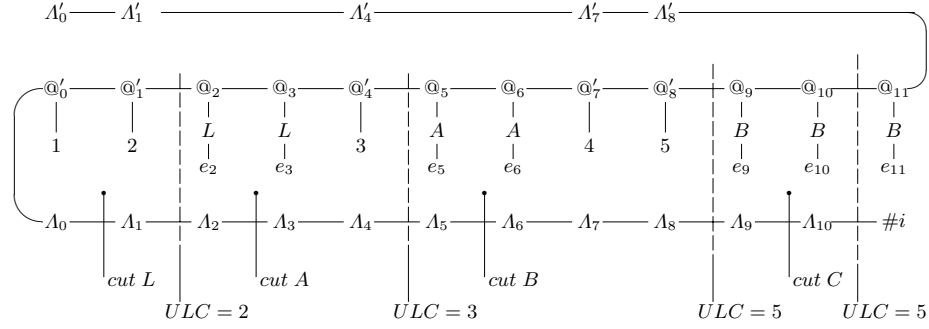 Λ′₀ Λ′₁ Λ′₄ Λ′₇ Λ′₈
@′₀ @′₁ @₂ @₃ @′₄ @₅ @₆ @′₇ @′₈ @₉ @₁₀ @₁₁
L L A A B B B
1 2 3 4 5
e₂ e₃ e₅ e₆ e₉ e₁₀ e₁₁
Λ₀ Λ₁ Λ₂ Λ₃ Λ₄ Λ₅ Λ₆ Λ₇ Λ₈ Λ₉ Λ₁₀ #i
cut L cut A cut B cut C
ULC = 2 ULC = 3 ULC = 5 ULC = 5